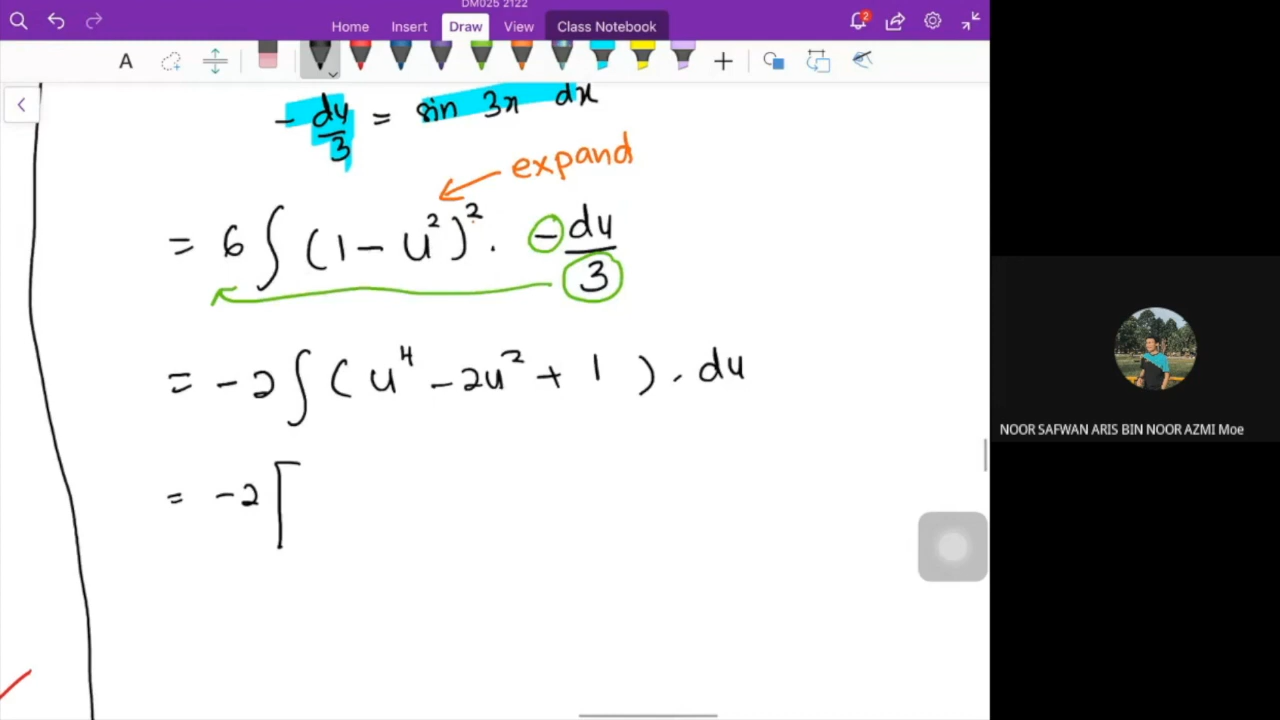 DM025 2122
Home Insert Draw View Class Notebook
2
A
- du/3 = sin 3x dx
expand
= 6 ∫ (1 - u²)² · - du/3
= -2 ∫ (u⁴ - 2u² + 1) · du
= -2 [
NOOR SAFWAN ARIS BIN NOOR AZMI Moe